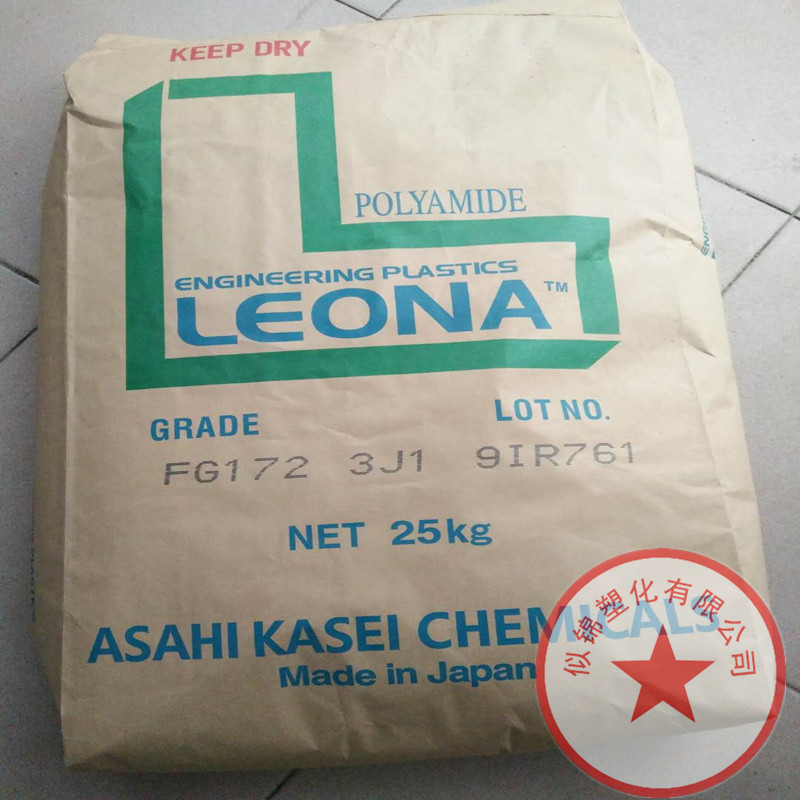 KEEP DRY
POLYAMIDE
ENGINEERING PLASTICS
LEONA™
GRADE LOT NO.
FG172 3J1 9IR761
NET 25kg
ASAHI KASEI CHEMICALS
Made in Japan
似锦塑化有限公司